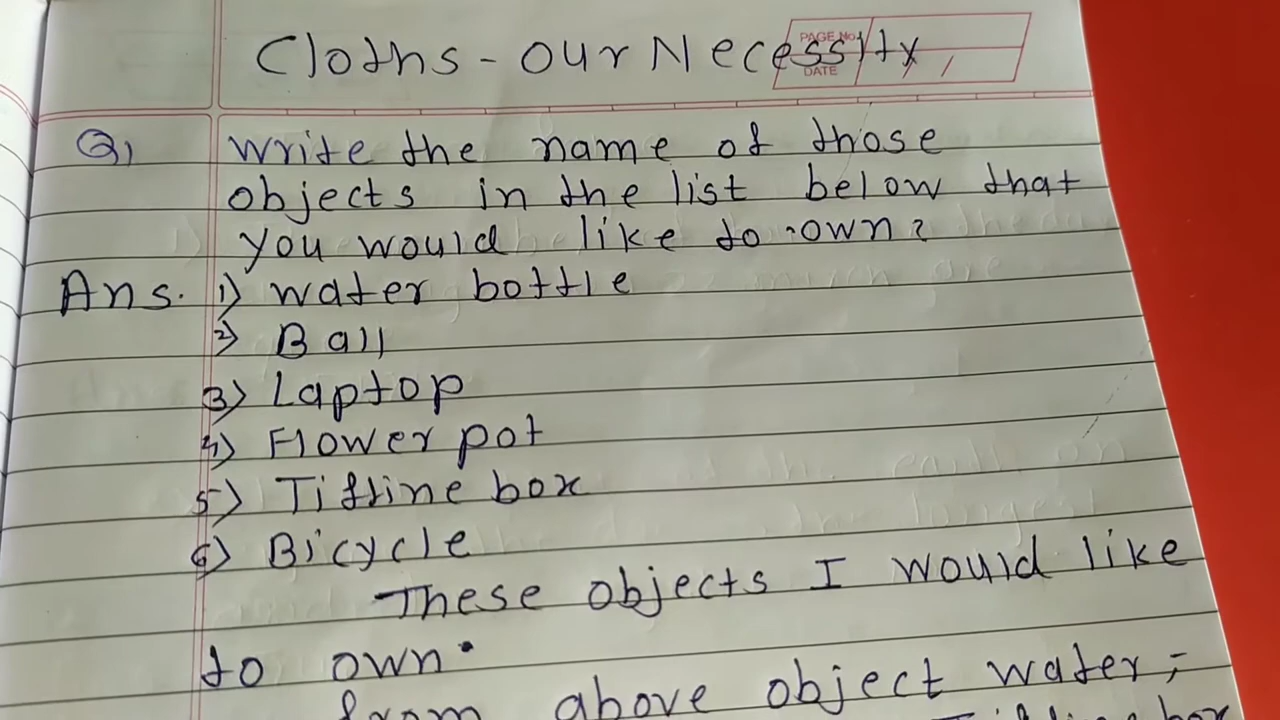 Cloths - our Necessity
PAGE No.
DATE
Q1 Write the name of those
objects in the list below that
you would like to own?
Ans. 1) water bottle
2) Ball
3) Laptop
4) Flower pot
5) Tiffine box
6) Bicycle
These objects I would like
to own.
from above object water,
box